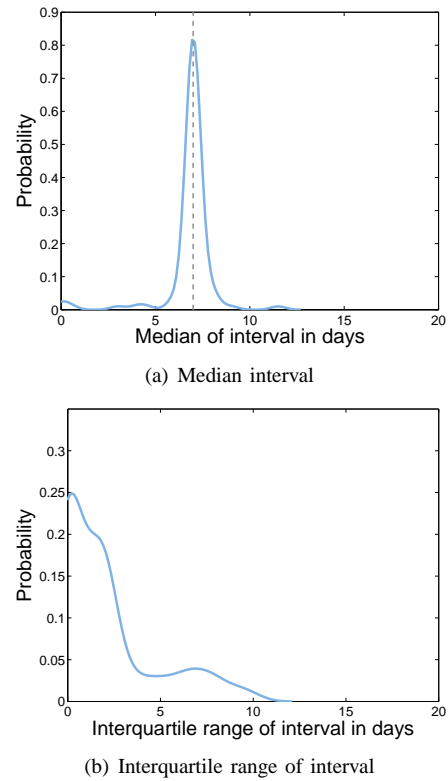 0.9
0.8
0.7
0.6
0.5
0.4
0.3
0.2
0.1
0
Probability
0 5 10 15 20
Median of interval in days
(a) Median interval
0.3
0.25
0.2
0.15
0.1
0.05
0
Probability
0 5 10 15 20
Interquartile range of interval in days
(b) Interquartile range of interval